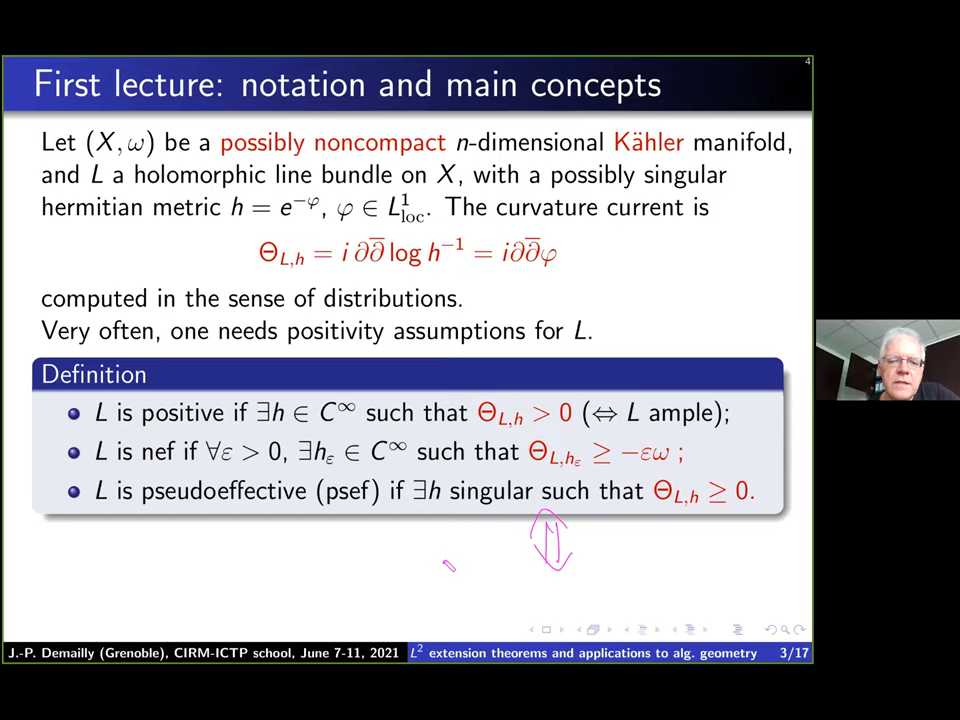 4
First lecture: notation and main concepts
Let (X, ω) be a possibly noncompact n-dimensional Kähler manifold,
and L a holomorphic line bundle on X, with a possibly singular
hermitian metric h = e^{−φ}, φ ∈ L^1_{loc}. The curvature current is
Θ_{L,h} = i ∂∂̅ log h^{−1} = i∂∂̅φ
computed in the sense of distributions.
Very often, one needs positivity assumptions for L.
Definition
L is positive if ∃h ∈ C^∞ such that Θ_{L,h} > 0 (⇔ L ample);
L is nef if ∀ε > 0, ∃h_ε ∈ C^∞ such that Θ_{L,h_ε} ≥ −εω ;
L is pseudoeffective (psef) if ∃h singular such that Θ_{L,h} ≥ 0.
J.-P. Demailly (Grenoble), CIRM-ICTP school, June 7-11, 2021 L^2 extension theorems and applications to alg. geometry 3/17